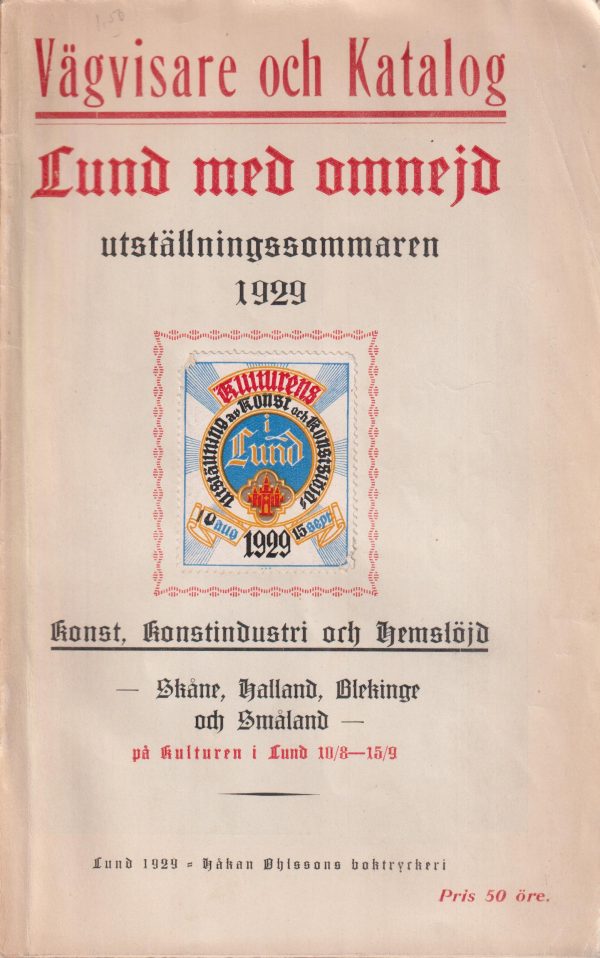 1.50
Vägvisare och Katalog
Lund med omnejd
utställningssommaren
1929
Kulturens
utställning av Konst och Konstslöjd
i
Lund
10 aug
15 sept
1929
Konst, Konstindustri och Hemslöjd
— Skåne, Halland, Blekinge
och Småland —
på Kulturen i Lund 10/8—15/9
Lund 1929 = Håkan Ohlssons boktryckeri
Pris 50 öre.